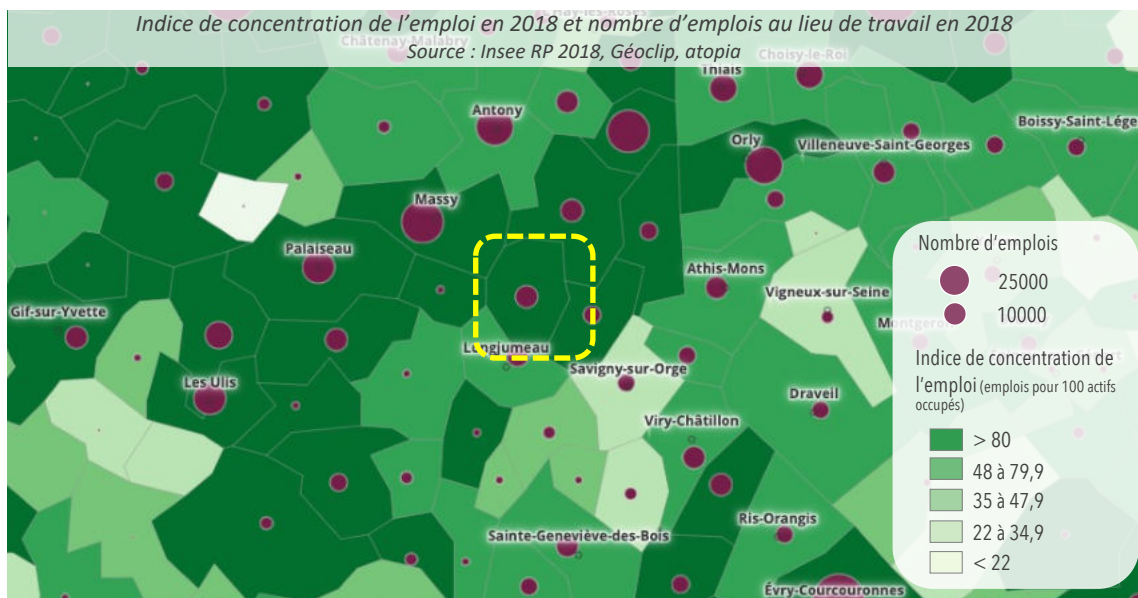 Indice de concentration de l'emploi en 2018 et nombre d'emplois au lieu de travail en 2018
Source : Insee RP 2018, Géoclip, atopia
Châtenay-Malabry
Choisy-le-Roi
Thiais
Antony
Orly
Villeneuve-Saint-Georges
Boissy-Saint-Lége
Massy
Palaiseau
Athis-Mons
Vigneux-sur-Seine
Gif-sur-Yvette
Longjumeau
Savigny-sur-Orge
Les Ulis
Draveil
Viry-Châtillon
Ris-Orangis
Sainte-Geneviève-des-Bois
Évry-Courcouronnes
Nombre d'emplois
25000
10000
Montgeron
Indice de concentration de
l'emploi (emplois pour 100 actifs
occupés)
> 80
48 à 79,9
35 à 47,9
22 à 34,9
< 22